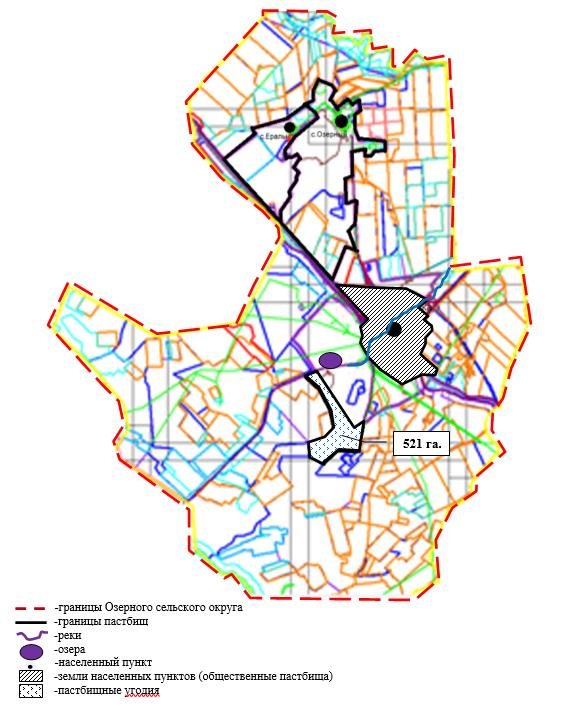 с.Ералы
с.Озерный
521 га.
-границы Озерного сельского округа
-границы пастбищ
-реки
-озера
-населенный пункт
-земли населенных пунктов (общественные пастбища)
-пастбищные угодия